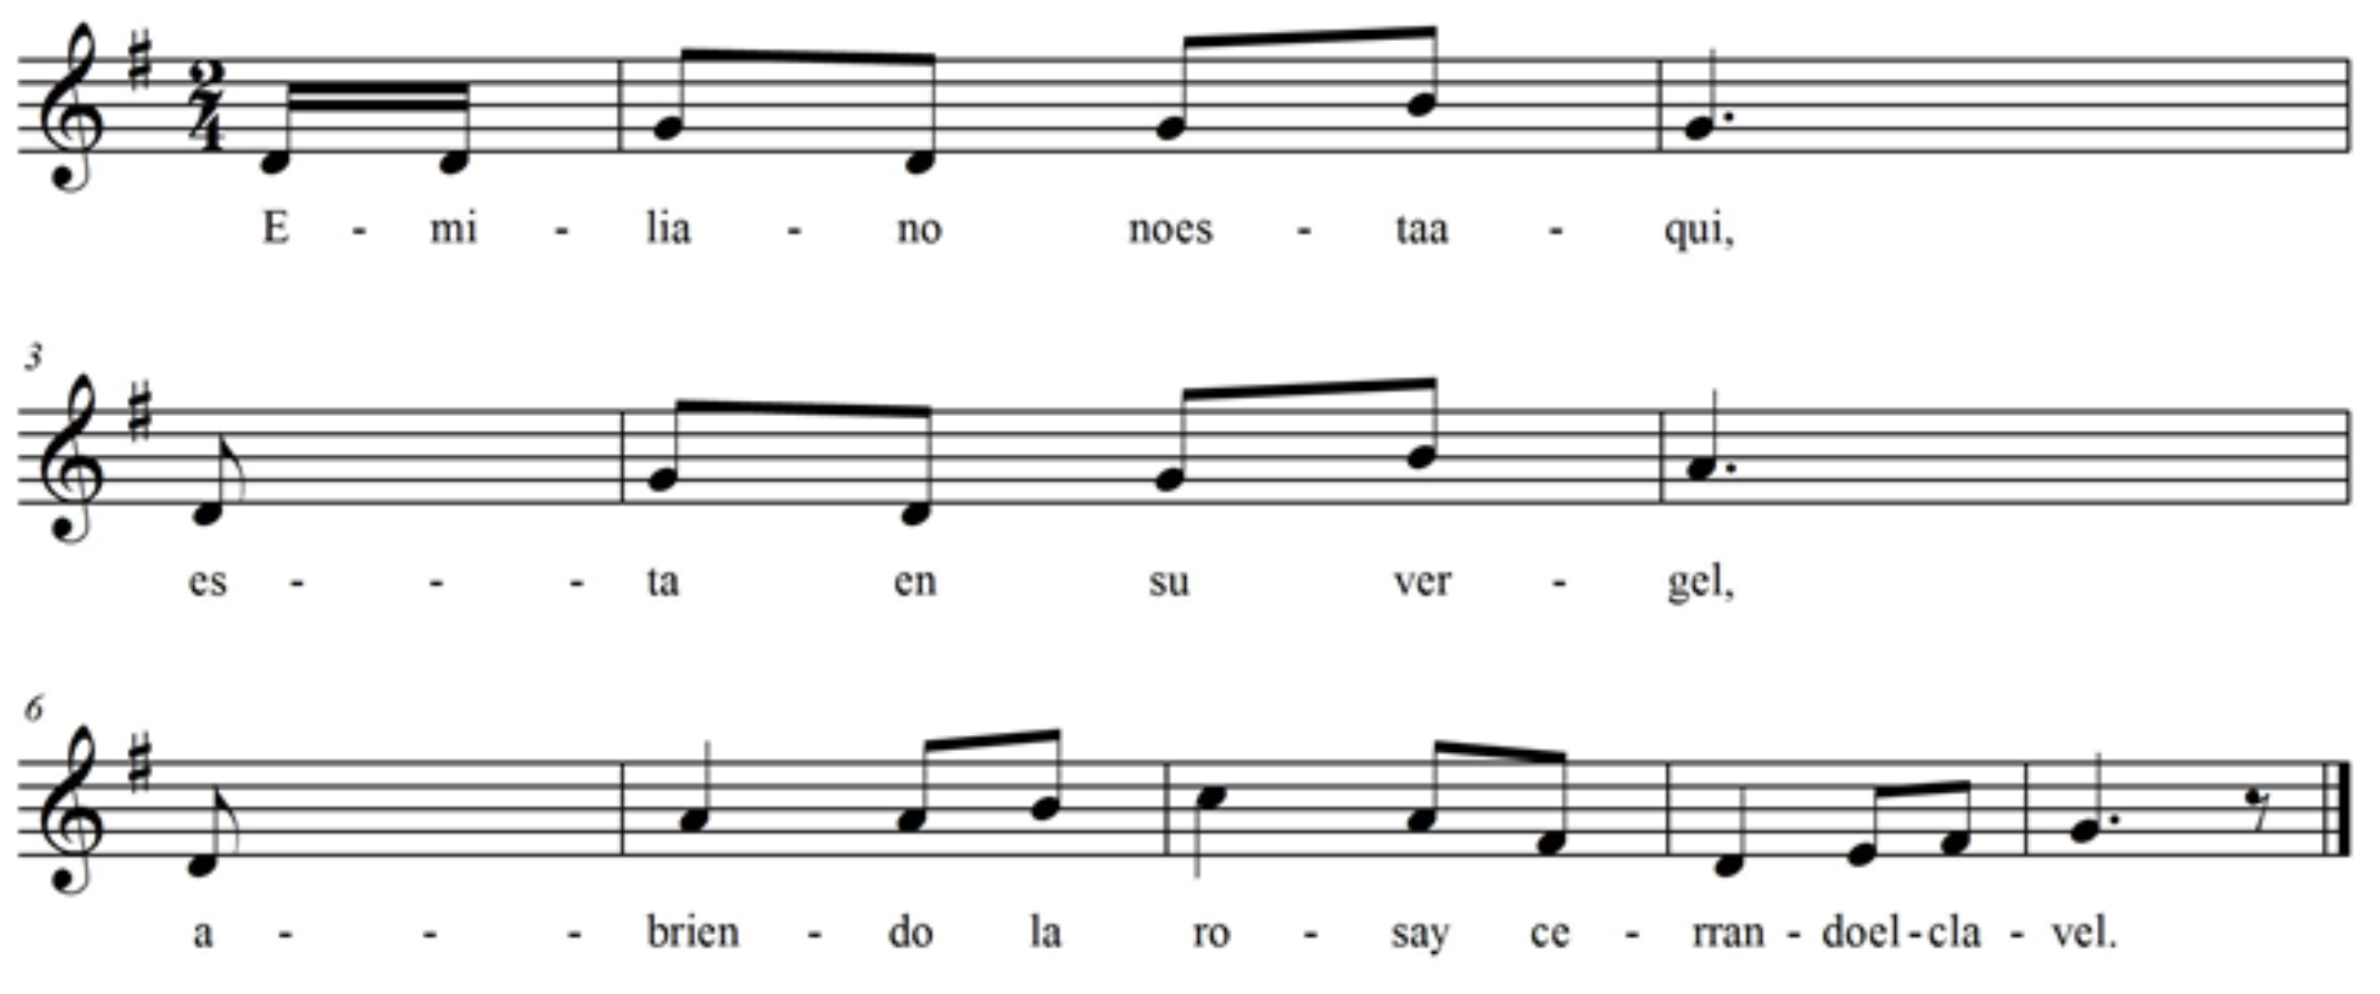 2
4
E - mi - lia - no noes - taa - qui,
3
es - - - ta en su ver - gel,
6
a - - - brien - do la ro - say ce - rran - doel - cla - vel.